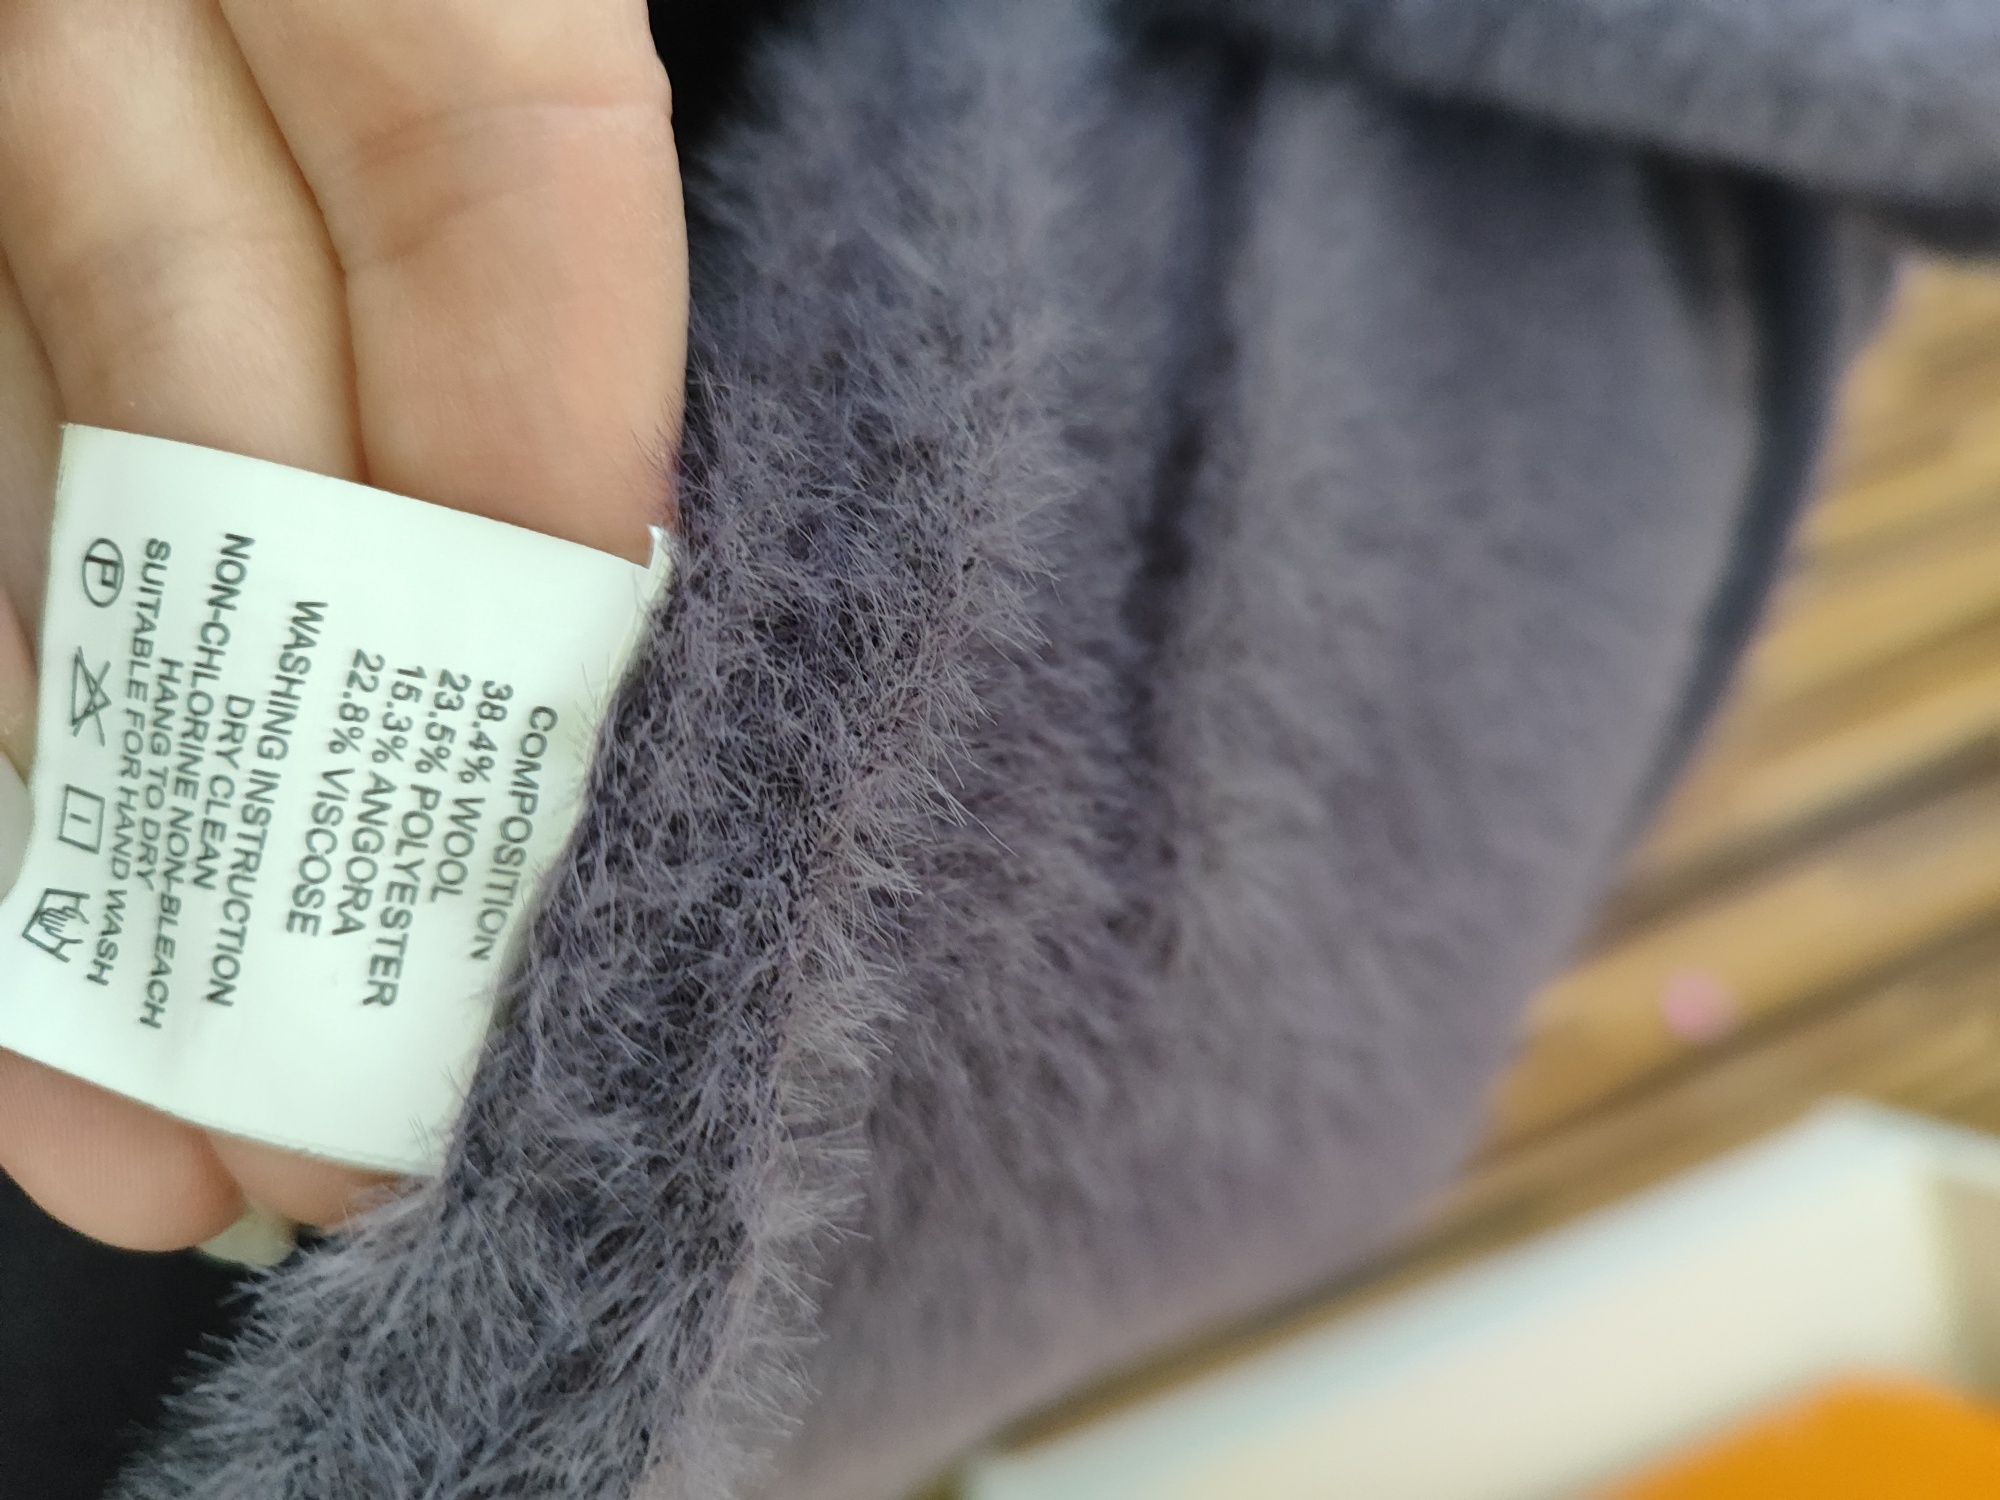 COMPOSITION
38.4% WOOL
23.5% POLYESTER
15.3% ANGORA
22.8% VISCOSE
WASHING INSTRUCTION
NON-CHLORINE NON-BLEACH
DRY CLEAN
HANG TO DRY
SUITABLE FOR HAND WASH
P